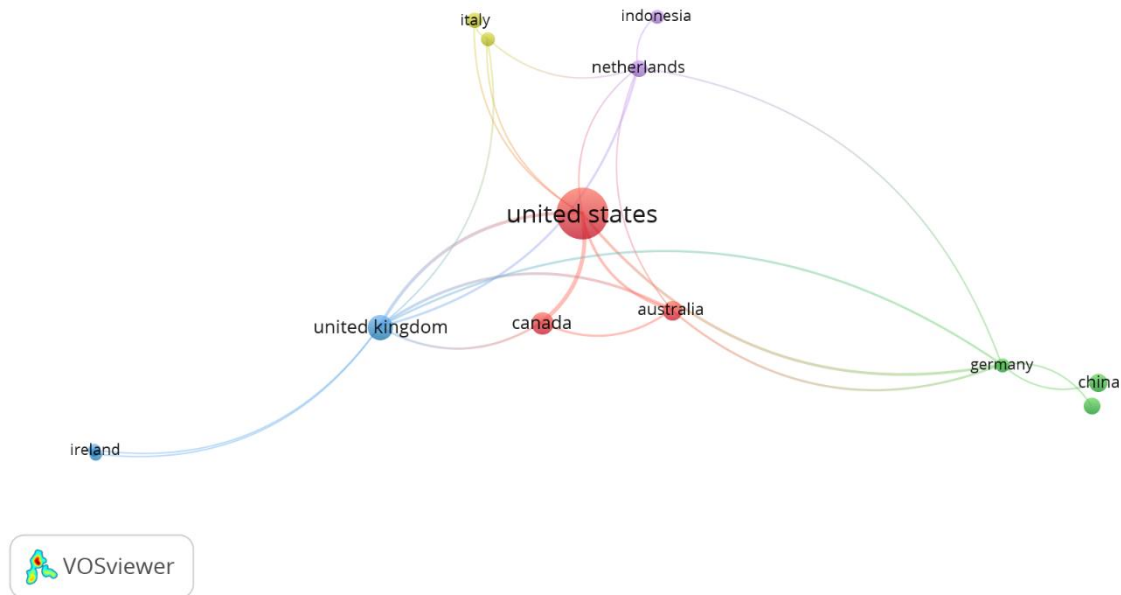 italy
indonesia
netherlands
united states
united kingdom
canada
australia
germany
china
ireland
VOSviewer